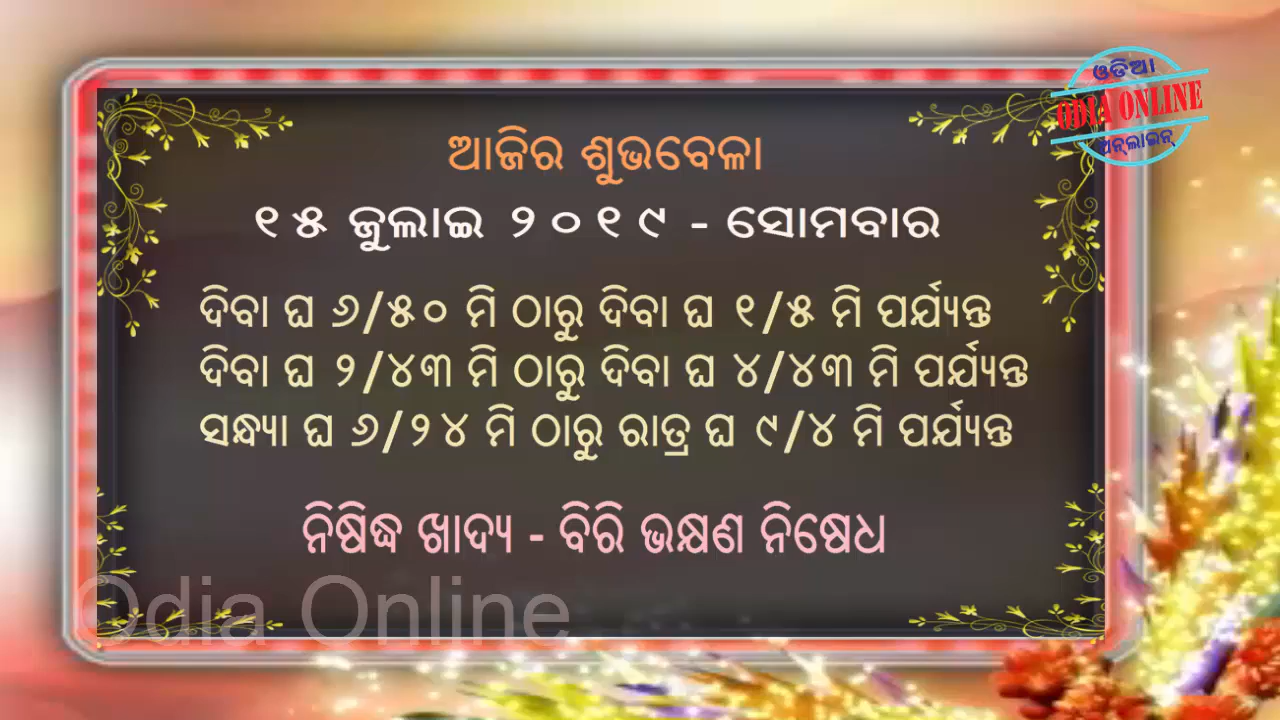 ଓଡିଆ
ODIA ONLINE
ଅନ୍‌ଲାଇନ୍
ଆଜିର ଶୁଭବେଳା
୧୫ ଜୁଲାଇ ୨୦୧୯ - ସୋମବାର
ଦିବା ଘ ୬/୫୦ ମି ଠାରୁ ଦିବା ଘ ୧/୫ ମି ପର୍ଯ୍ୟନ୍ତ
ଦିବା ଘ ୨/୪୩ ମି ଠାରୁ ଦିବା ଘ ୪/୪୩ ମି ପର୍ଯ୍ୟନ୍ତ
ସନ୍ଧ୍ୟା ଘ ୬/୨୪ ମି ଠାରୁ ରାତ୍ର ଘ ୯/୪ ମି ପର୍ଯ୍ୟନ୍ତ
ନିଷିଦ୍ଧ ଖାଦ୍ୟ - ବିରି ଭକ୍ଷଣ ନିଷେଧ
Odia Online